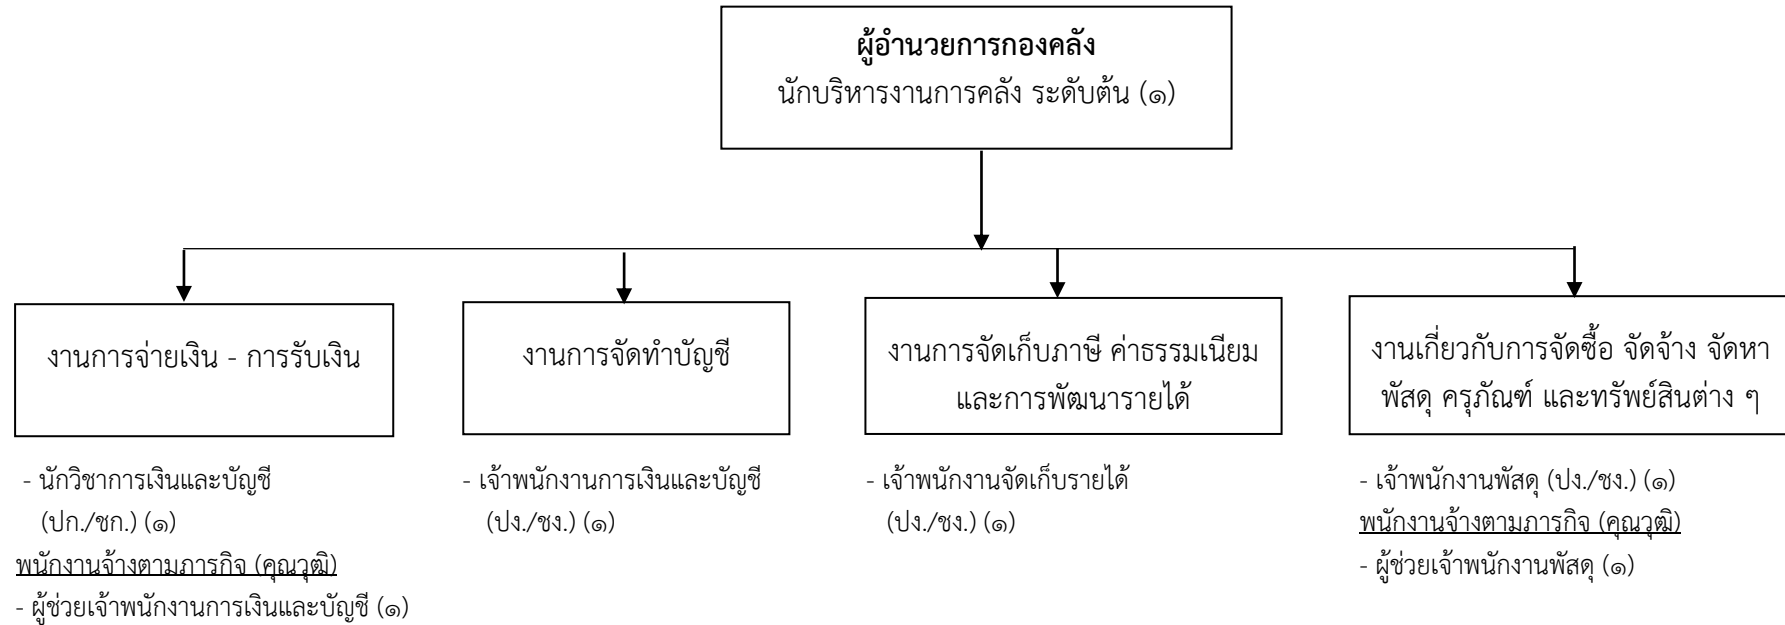 ผู้อำนวยการกองคลัง
นักบริหารงานการคลัง ระดับต้น (๑)
งานการจ่ายเงิน - การรับเงิน
งานการจัดทำบัญชี
งานการจัดเก็บภาษี ค่าธรรมเนียม
และการพัฒนารายได้
งานเกี่ยวกับการจัดซื้อ จัดจ้าง จัดหา
พัสดุ ครุภัณฑ์ และทรัพย์สินต่าง ๆ
- นักวิชาการเงินและบัญชี
(ปก./ชก.) (๑)
พนักงานจ้างตามภารกิจ (คุณวุฒิ)
- ผู้ช่วยเจ้าพนักงานการเงินและบัญชี (๑)
- เจ้าพนักงานการเงินและบัญชี
(ปง./ชง.) (๑)
- เจ้าพนักงานจัดเก็บรายได้
(ปง./ชง.) (๑)
- เจ้าพนักงานพัสดุ (ปง./ชง.) (๑)
พนักงานจ้างตามภารกิจ (คุณวุฒิ)
- ผู้ช่วยเจ้าพนักงานพัสดุ (๑)